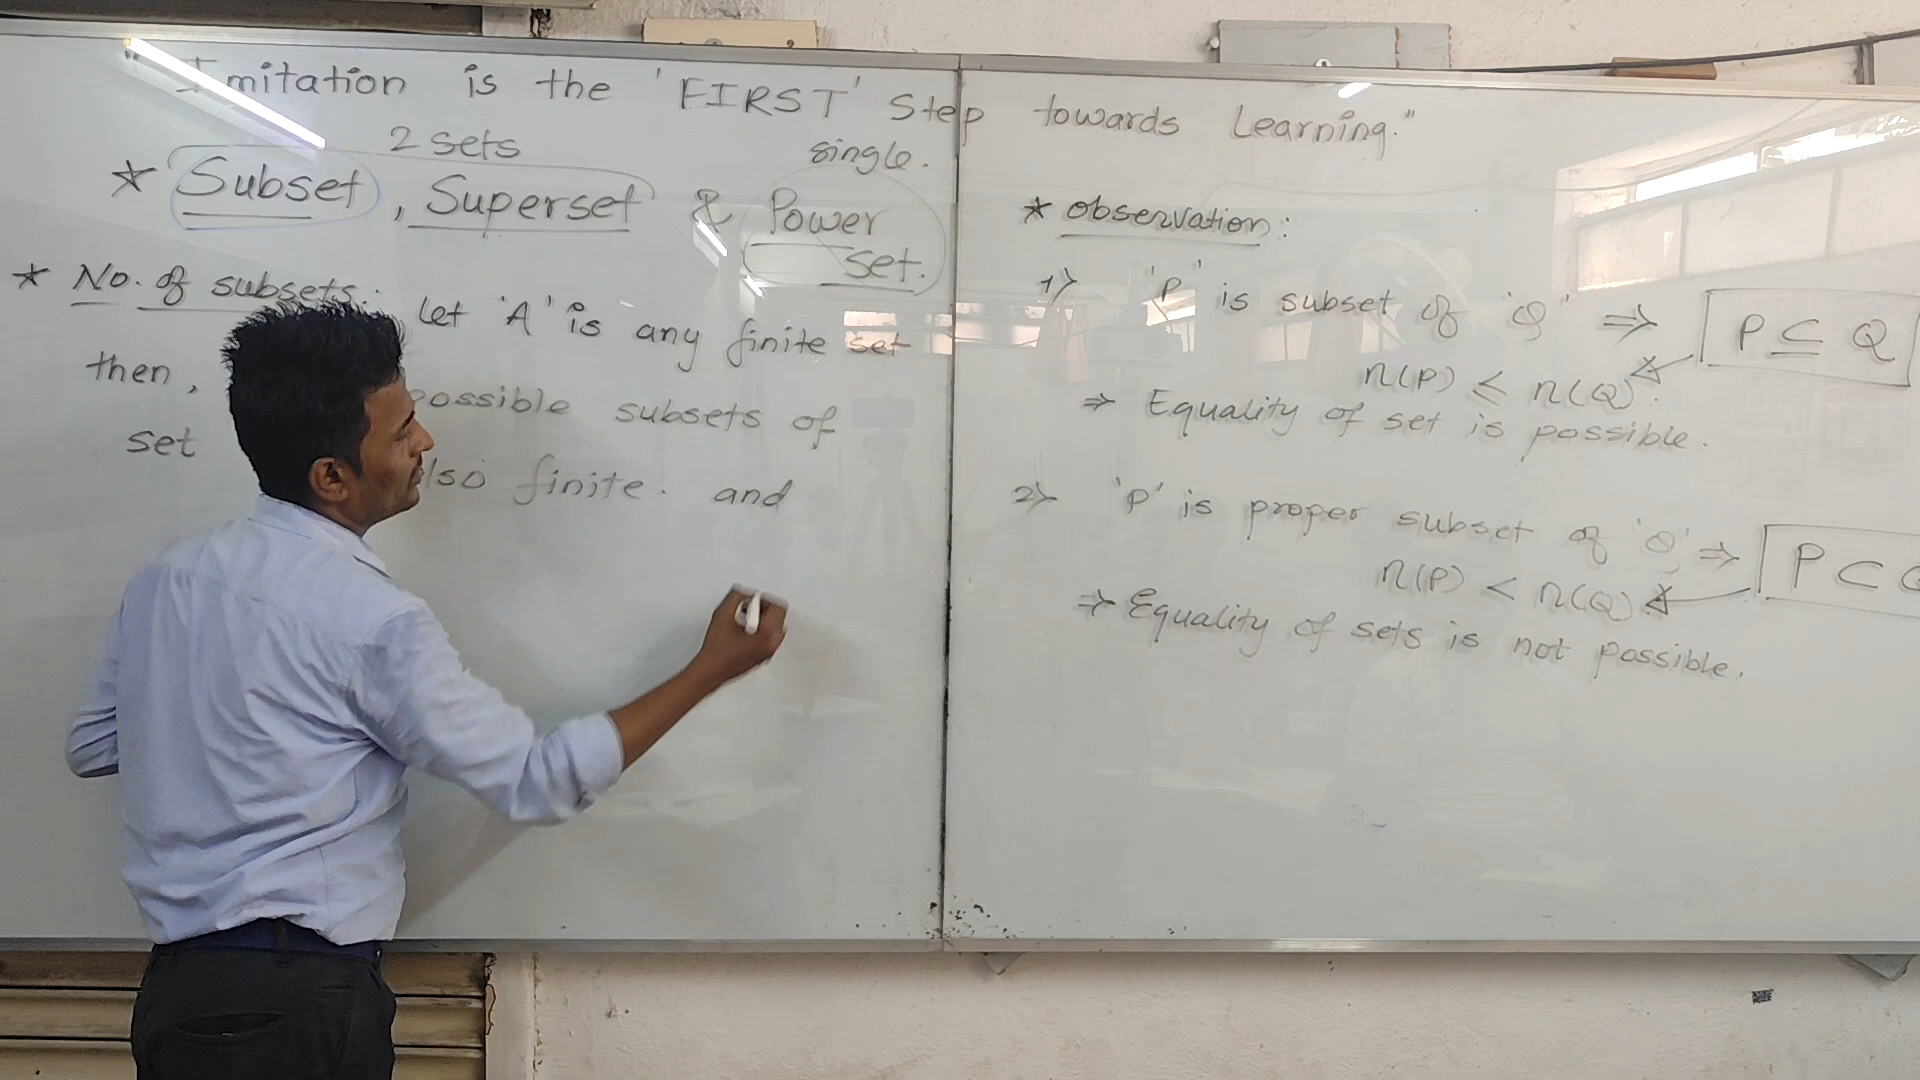 " Imitation is the 'FIRST' Step towards Learning."
2 sets single.
* Subset, Superset & Power set.
* No. of subsets: Let 'A' is any finite set
then, possible subsets of
set also finite. and
* Observation:
1> 'P' is subset of 'Q' ⇒ P ⊆ Q
n(P) ≤ n(Q).
⇒ Equality of set is possible.
2> 'P' is proper subset of 'Q' ⇒ P ⊂ Q
n(P) < n(Q).
⇒ Equality of sets is not possible.